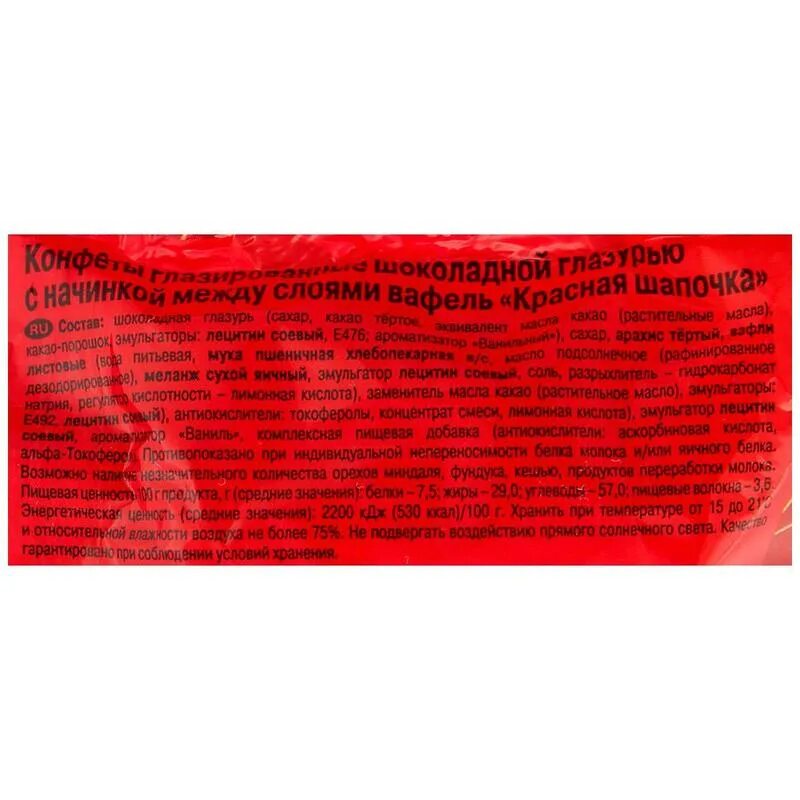 Конфеты глазированные шоколадной глазурью
с начинкой между слоями вафель «Красная шапочка»
RU Состав: шоколадная глазурь (сахар, какао тёртое, эквивалент масла какао (растительные масла),
какао-порошок, эмульгаторы: лецитин соевый, Е476; ароматизатор «Ванильный»), сахар, арахис тёртый, вафли
листовые (вода питьевая, мука пшеничная хлебопекарная в/с, масло подсолнечное (рафинированное
дезодорированное), меланж сухой яичный, эмульгатор лецитин соевый, соль, разрыхлитель – гидрокарбонат
натрия, регулятор кислотности – лимонная кислота), заменитель масла какао (растительное масло), эмульгаторы:
Е492, лецитин соевый), антиокислители: токоферолы, концентрат смеси, лимонная кислота), эмульгатор лецитин
соевый, ароматизатор «Ваниль», комплексная пищевая добавка (антиокислители: аскорбиновая кислота,
альфа-Токоферол). Противопоказано при индивидуальной непереносимости белка молока и/или яичного белка.
Возможно наличие незначительного количества орехов миндаля, фундука, кешью, продуктов переработки молока.
Пищевая ценность 100 г продукта, г (средние значения): белки – 7,5; жиры – 29,0; углеводы – 57,0; пищевые волокна – 3,6.
Энергетическая ценность (средние значения): 2200 кДж (530 ккал)/100 г. Хранить при температуре от 15 до 21°С
и относительной влажности воздуха не более 75%. Не подвергать воздействию прямого солнечного света. Качество
гарантировано при соблюдении условий хранения.